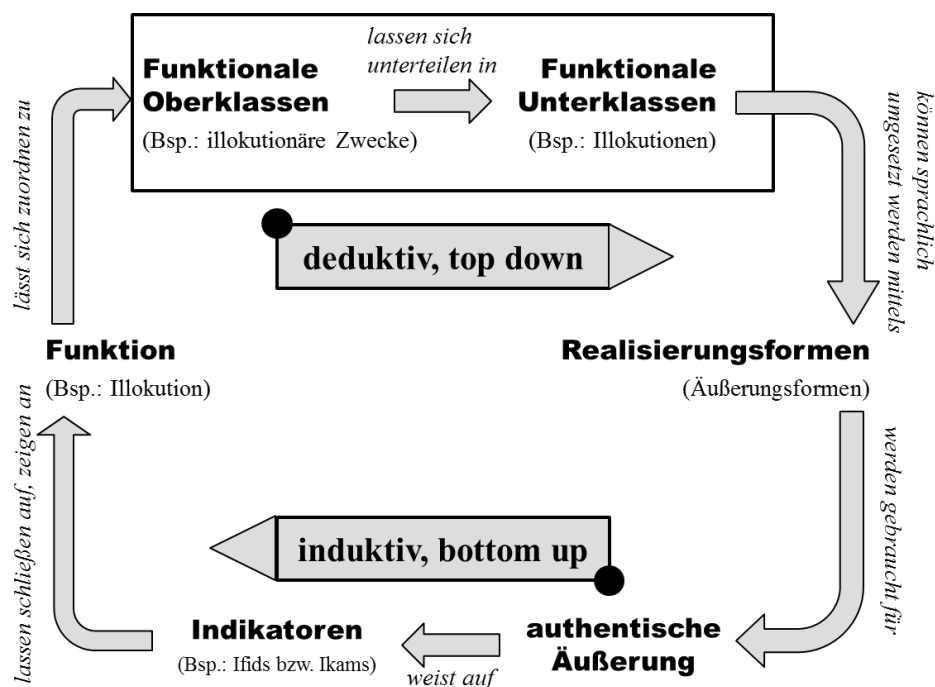 Funktionale
Oberklassen
(Bsp.: illokutionäre Zwecke)
lassen sich
unterteilen in
Funktionale
Unterklassen
(Bsp.: Illokutionen)
können sprachlich
umgesetzt werden mittels
lässt sich zuordnen zu
deduktiv, top down
Funktion
(Bsp.: Illokution)
Realisierungsformen
(Äußerungsformen)
werden gebraucht für
lassen schließen auf, zeigen an
induktiv, bottom up
Indikatoren
(Bsp.: Ifids bzw. Ikams)
weist auf
authentische
Äußerung